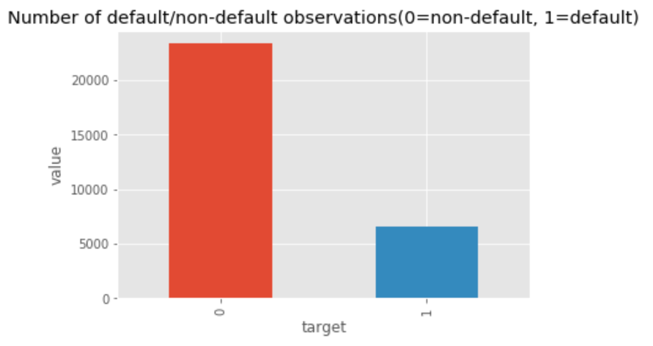 Number of default/non-default observations(0=non-default, 1=default)
20000
15000
10000
5000
0
value
0
1
target